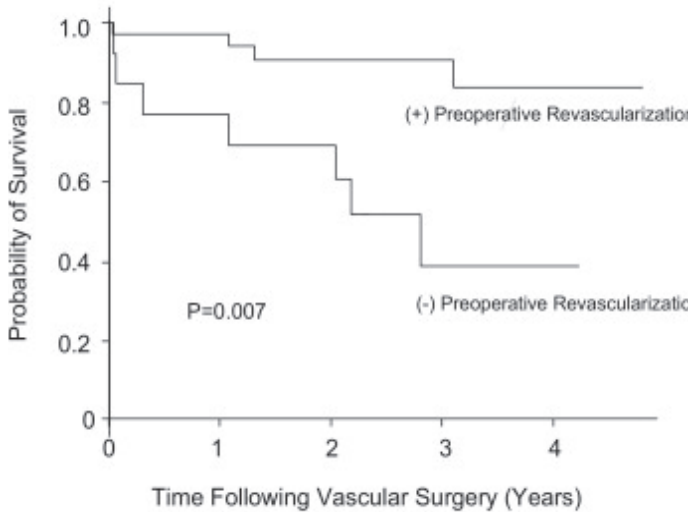 1.0
0.8
0.6
0.4
0.2
0
Probability of Survival
(+) Preoperative Revascularization
(-) Preoperative Revascularizatio
P=0.007
0 1 2 3 4
Time Following Vascular Surgery (Years)